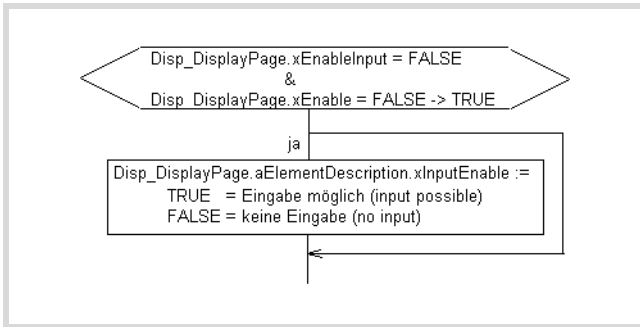 Disp_DisplayPage.xEnableInput = FALSE
&
Disp_DisplayPage.xEnable = FALSE -> TRUE
ja
Disp_DisplayPage.aElementDescription.xInputEnable :=
TRUE = Eingabe möglich (input possible)
FALSE = keine Eingabe (no input)